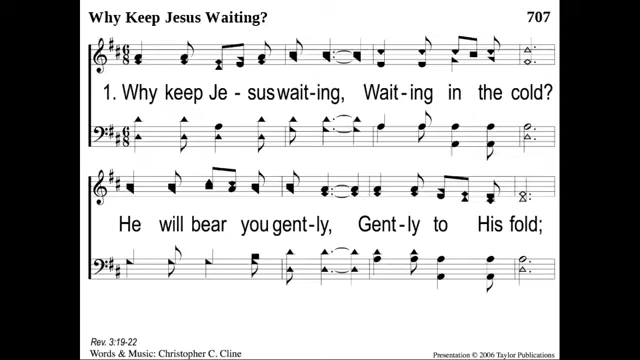 Why Keep Jesus Waiting? 707
1. Why keep Je - sus wait-ing, Wait-ing in the cold?
He will bear you gent-ly, Gent-ly to His fold;
Rev. 3:19-22
Words & Music: Christopher C. Cline Presentation © 2006 Taylor Publications